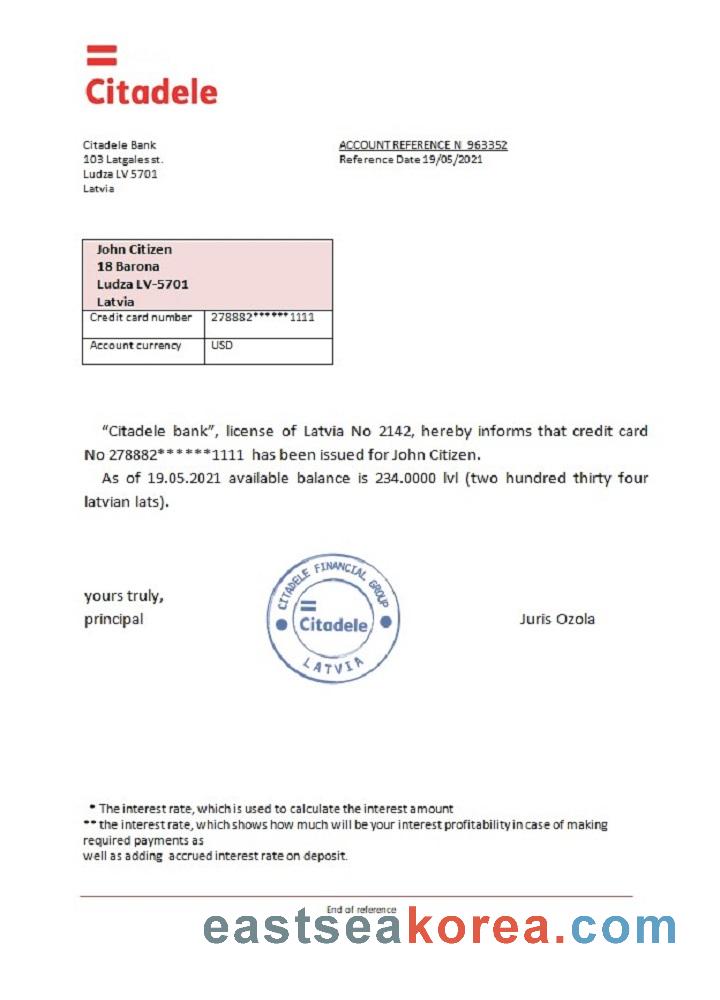 Citadele
Citadele Bank
103 Latgales st.
Ludza LV 5701
Latvia
ACCOUNT REFERENCE N 963352
Reference Date 19/05/2021
John Citizen
18 Barona
Ludza LV-5701
Latvia
Credit card number 278882******1111
Account currency USD
“Citadele bank”, license of Latvia No 2142, hereby informs that credit card
No 278882******1111 has been issued for John Citizen.
As of 19.05.2021 available balance is 234.0000 lvl (two hundred thirty four
latvian lats).
yours truly,
principal
CITADELE FINANCIAL GROUP
Citadele
LATVIA
Juris Ozola
* The interest rate, which is used to calculate the interest amount
** the interest rate, which shows how much will be your interest profitability in case of making
required payments as
well as adding accrued interest rate on deposit.
End of reference
eastseakorea.com